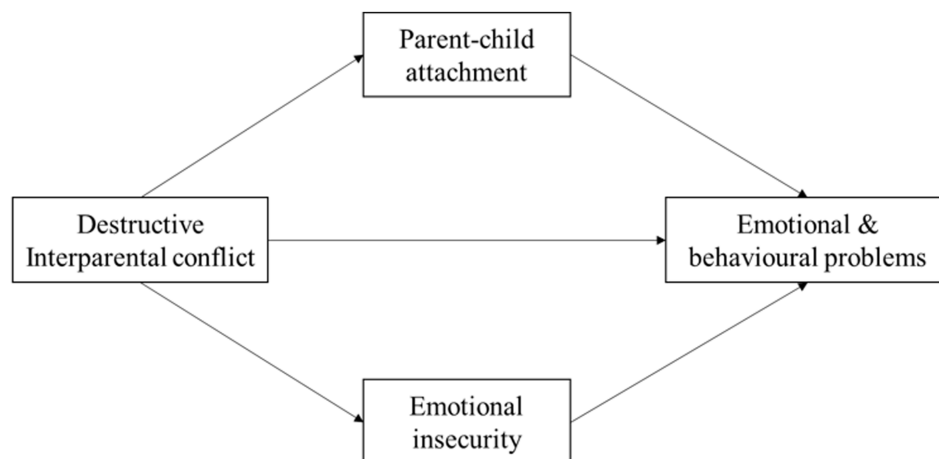 Parent-child
attachment
Destructive
Interparental conflict
Emotional &
behavioural problems
Emotional
insecurity